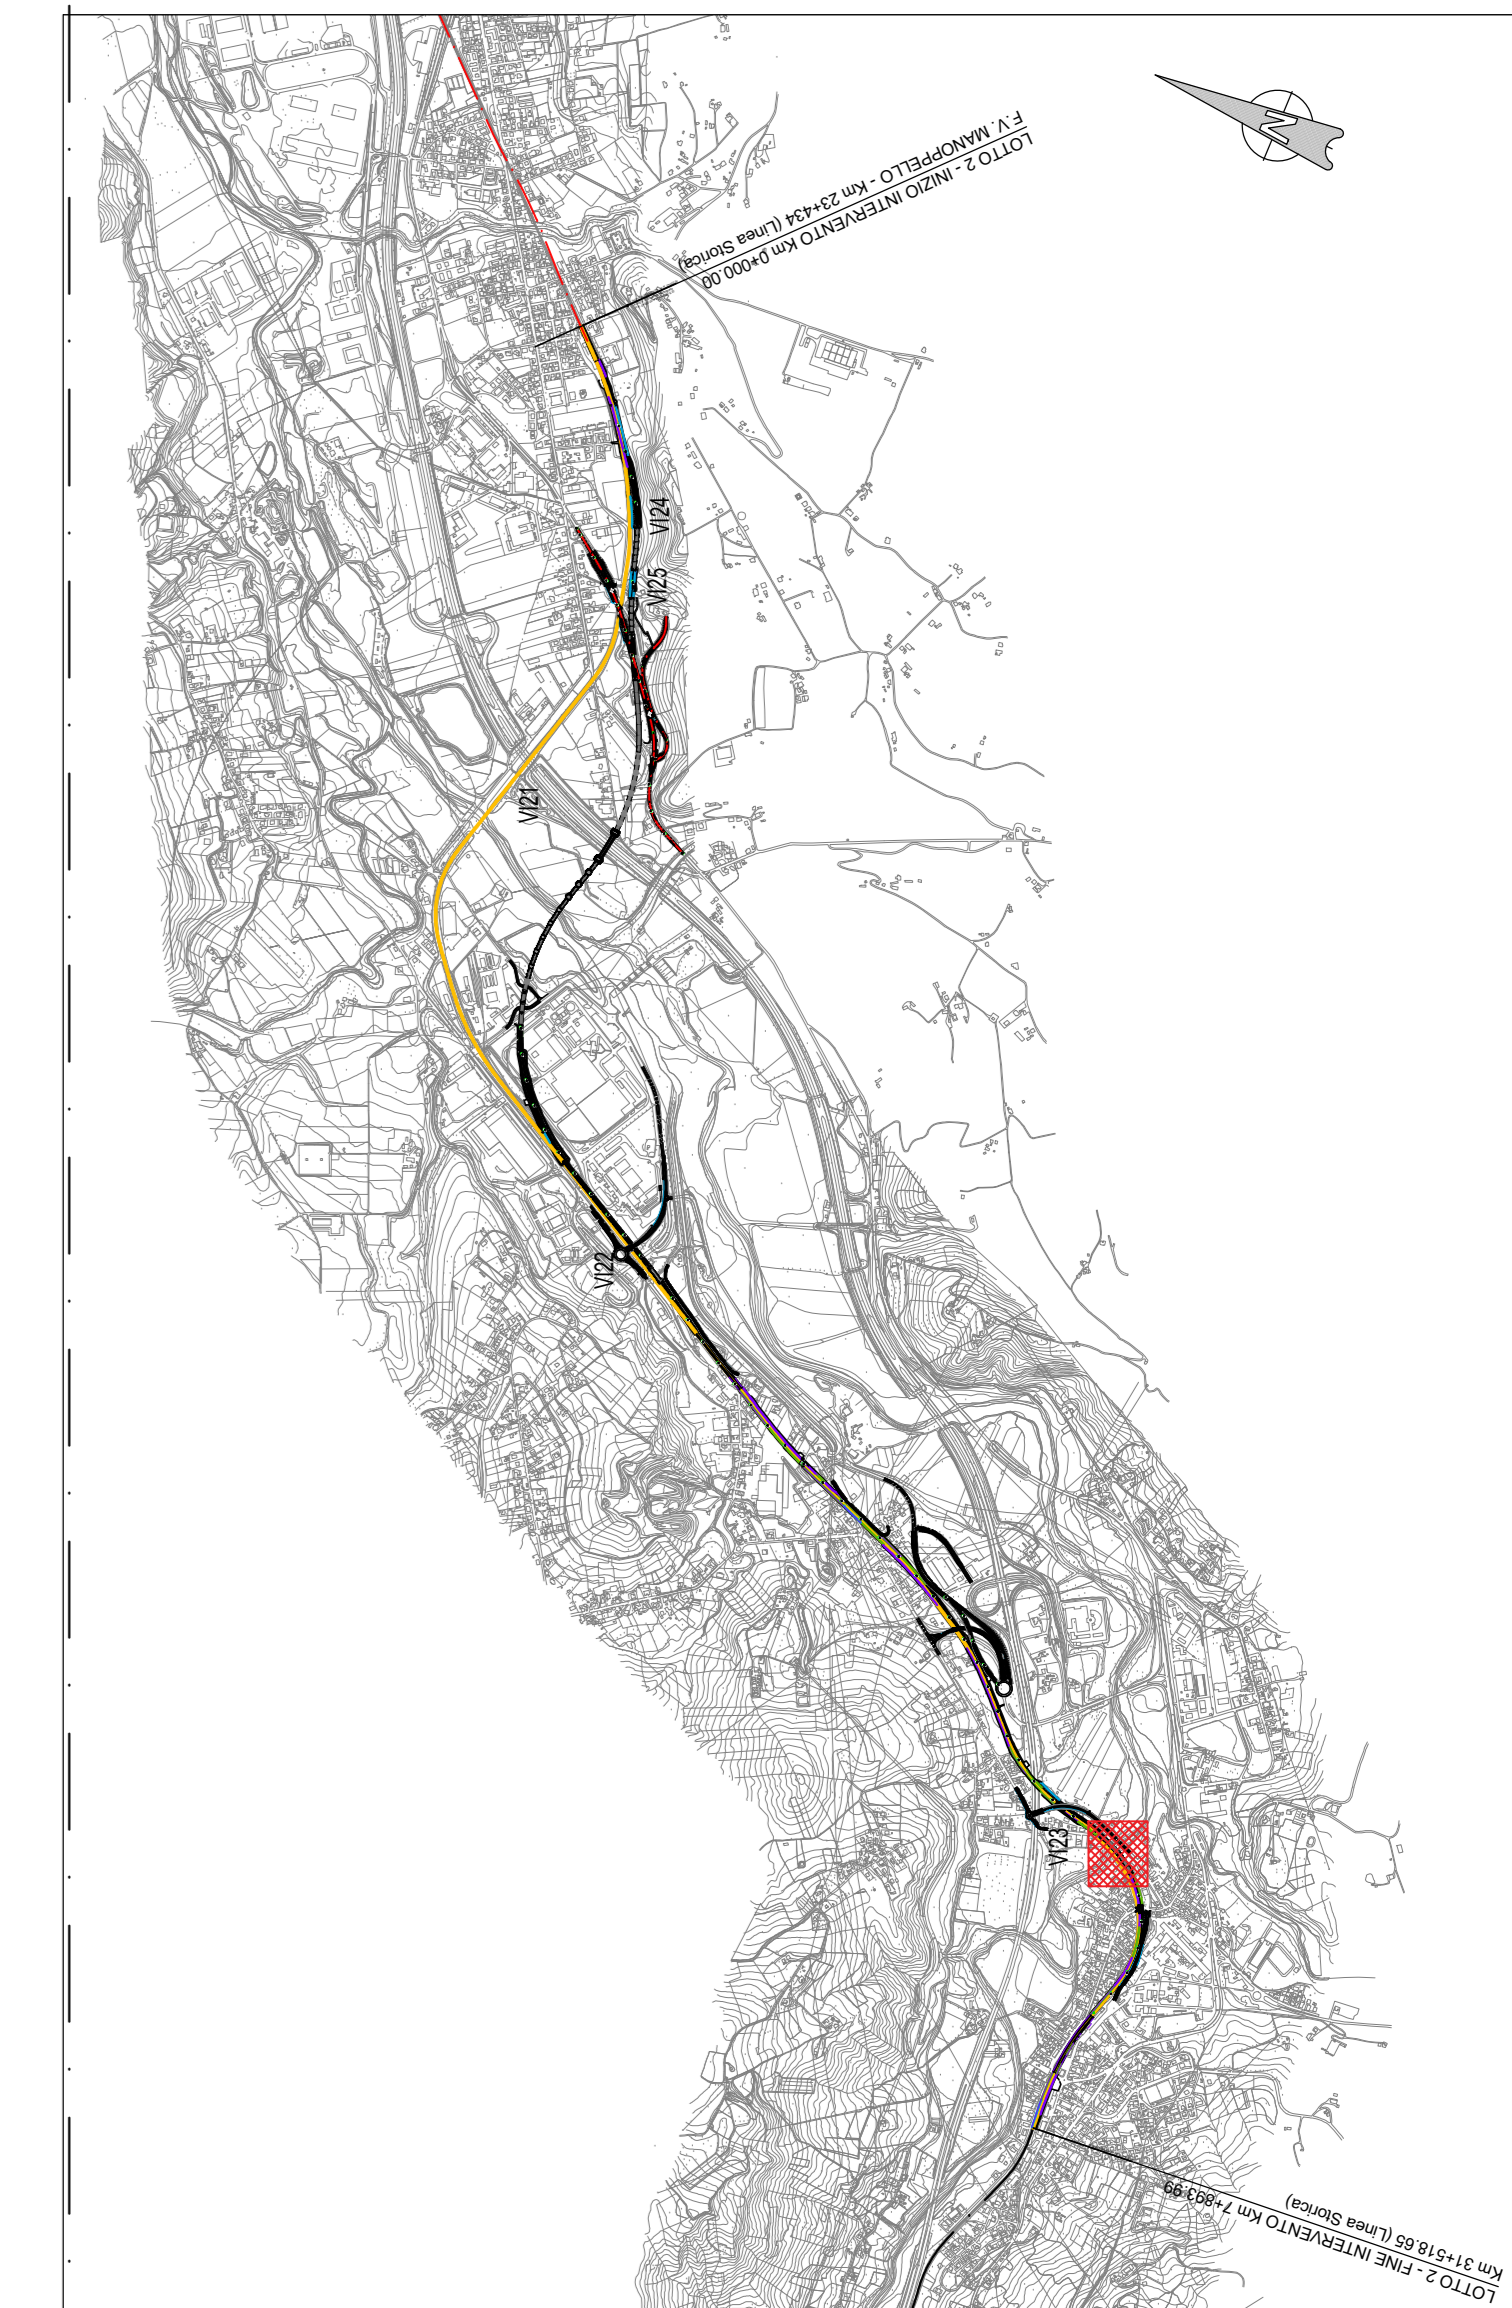 N
LOTTO 2 - INIZIO INTERVENTO Km 0+000.00
F.V. MANOPPELLO - Km 23+434 (Linea Storica)
VI24
VI25
VI21
VI22
VI23
LOTTO 2 - FINE INTERVENTO Km 7+893.99
Km 31+518.65 (Linea Storica)